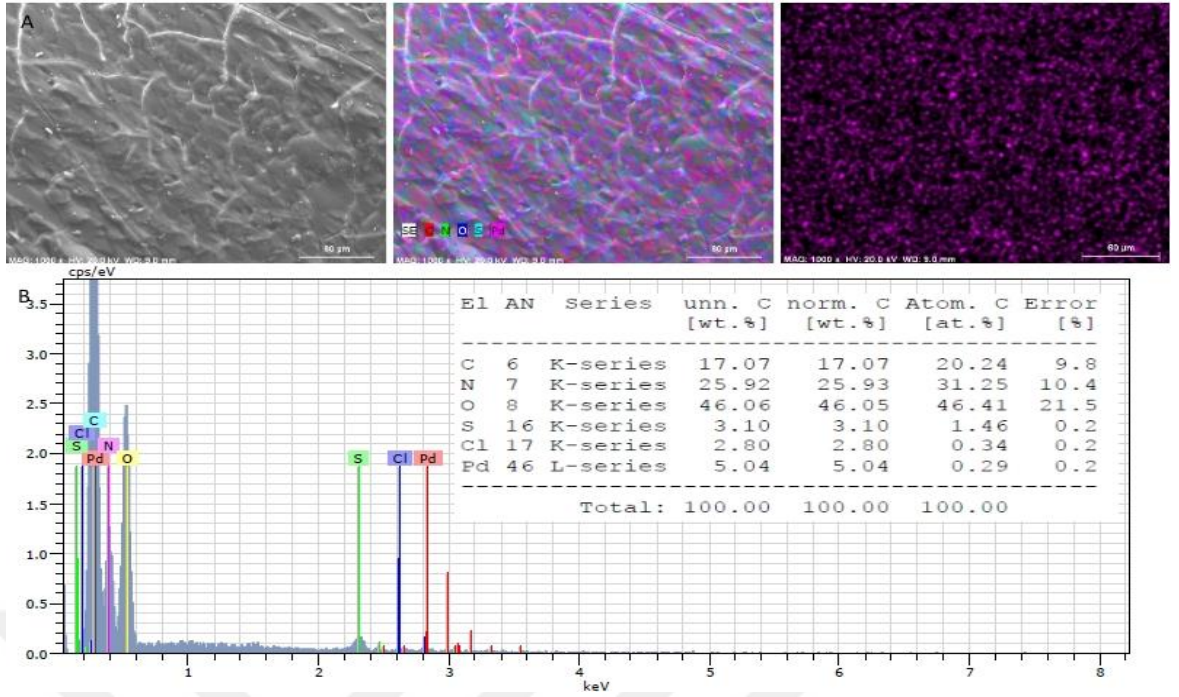 A
SE C N O S Pd
80 µm
80 µm
60 µm
MAG: 1000 x HV: 20.0 kV WD: 9.0 mm
MAG: 1000 x HV: 20.0 kV WD: 9.0 mm
MAG: 1000 x HV: 20.0 kV WD: 9.0 mm
B
cps/eV
El AN Series unn. C norm. C Atom. C Error
[wt.%] [wt.%] [at.%] [%]
C 6 K-series 17.07 17.07 20.24 9.8
N 7 K-series 25.92 25.93 31.25 10.4
O 8 K-series 46.06 46.05 46.41 21.5
S 16 K-series 3.10 3.10 1.46 0.2
Cl 17 K-series 2.80 2.80 0.34 0.2
Pd 46 L-series 5.04 5.04 0.29 0.2
Total: 100.00 100.00 100.00
3.5
3.0
2.5
2.0
1.5
1.0
0.5
0.0
C
Cl
S N
Pd O
S Cl Pd
1 2 3 4 5 6 7 8
keV